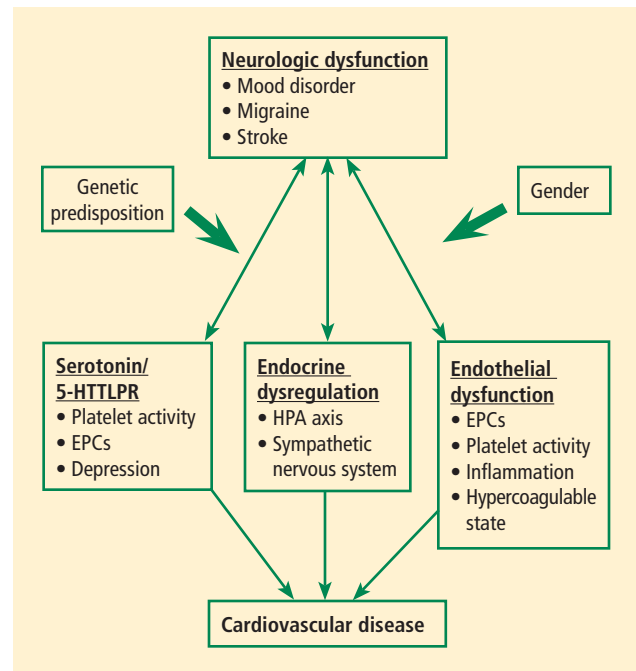 Neurologic dysfunction
• Mood disorder
• Migraine
• Stroke
Genetic
predisposition
Gender
Serotonin/
5-HTTLPR
• Platelet activity
• EPCs
• Depression
Endocrine
dysregulation
• HPA axis
• Sympathetic
nervous system
Endothelial
dysfunction
• EPCs
• Platelet activity
• Inflammation
• Hypercoagulable
state
Cardiovascular disease